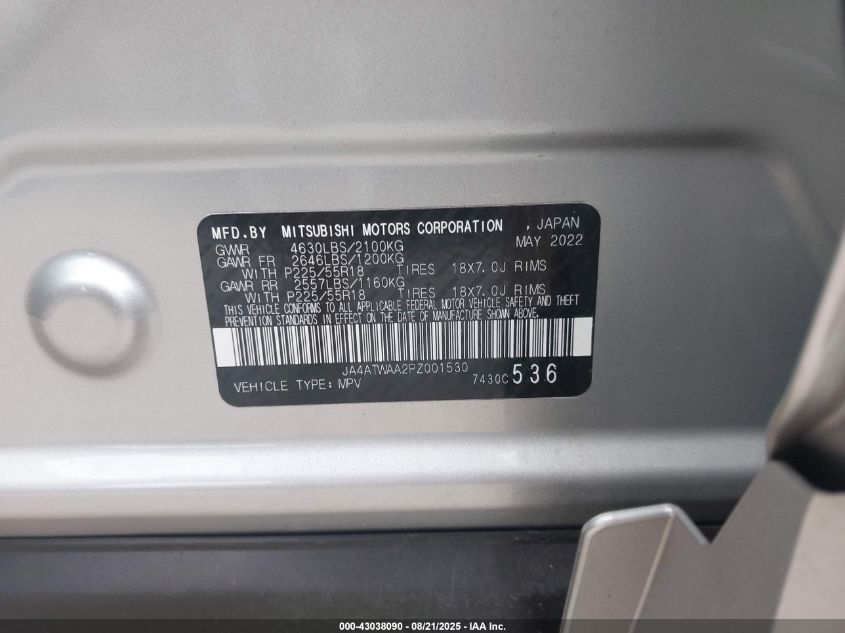 MFD.BY MITSUBISHI MOTORS CORPORATION , JAPAN
GVWR 4630LBS/2100KG MAY 2022
GAWR FR 2646LBS/1200KG
WITH P225/55R18 TIRES 18X7.0J RIMS
GAWR RR 2557LBS/1160KG
WITH P225/55R18 TIRES 18X7.0J RIMS
THIS VEHICLE CONFORMS TO ALL APPLICABLE FEDERAL MOTOR VEHICLE SAFETY AND THEFT
PREVENTION STANDARDS IN EFFECT ON THE DATE OF MANUFACTURE SHOWN ABOVE.
JA4ATWAA2PZ001530
VEHICLE TYPE: MPV 7430C 536
000-43038090 - 08/21/2025 - IAA Inc.